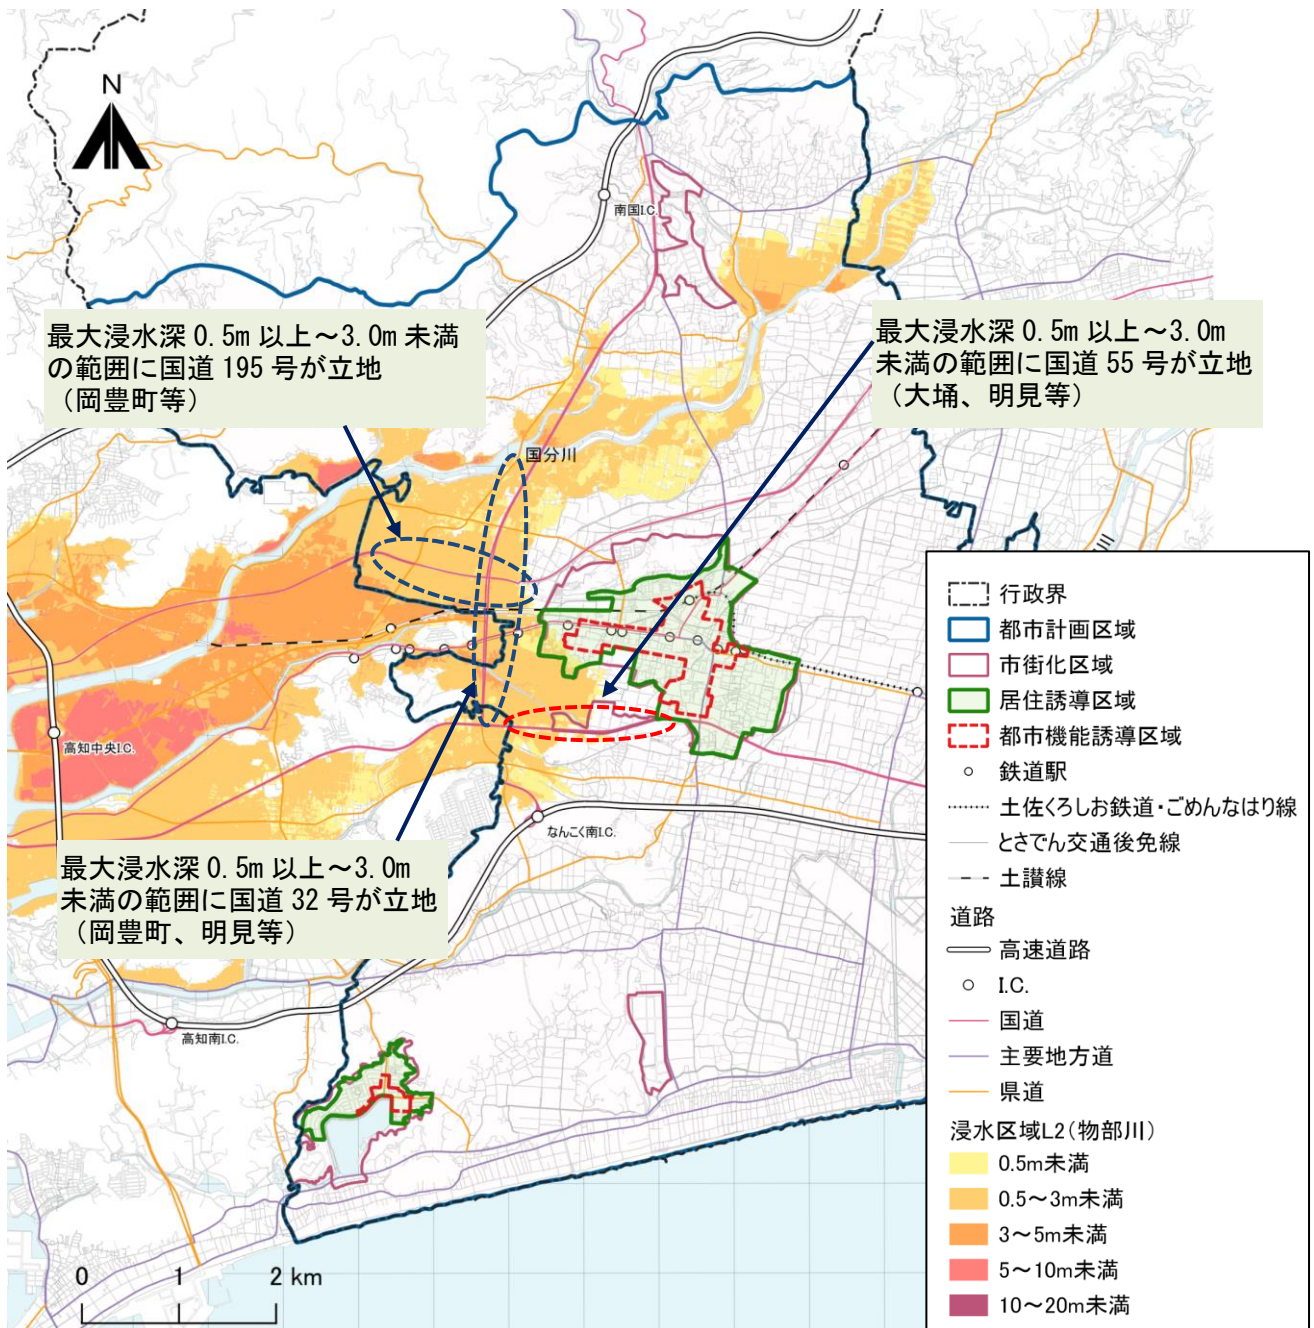 N
南国I.C.
最大浸水深 0.5m 以上～3.0m 未満
の範囲に国道 195 号が立地
（岡豊町等）
最大浸水深 0.5m 以上～3.0m
未満の範囲に国道 55 号が立地
（大埇、明見等）
国分川
川
高知中央I.C.
なんこく南I.C.
最大浸水深 0.5m 以上～3.0m
未満の範囲に国道 32 号が立地
（岡豊町、明見等）
高知南I.C.
0 1 2 km
行政界
都市計画区域
市街化区域
居住誘導区域
都市機能誘導区域
鉄道駅
土佐くろしお鉄道・ごめんなはり線
とさでん交通後免線
土讃線
道路
高速道路
I.C.
国道
主要地方道
県道
浸水区域L2（物部川）
0.5m未満
0.5～3m未満
3～5m未満
5～10m未満
10～20m未満